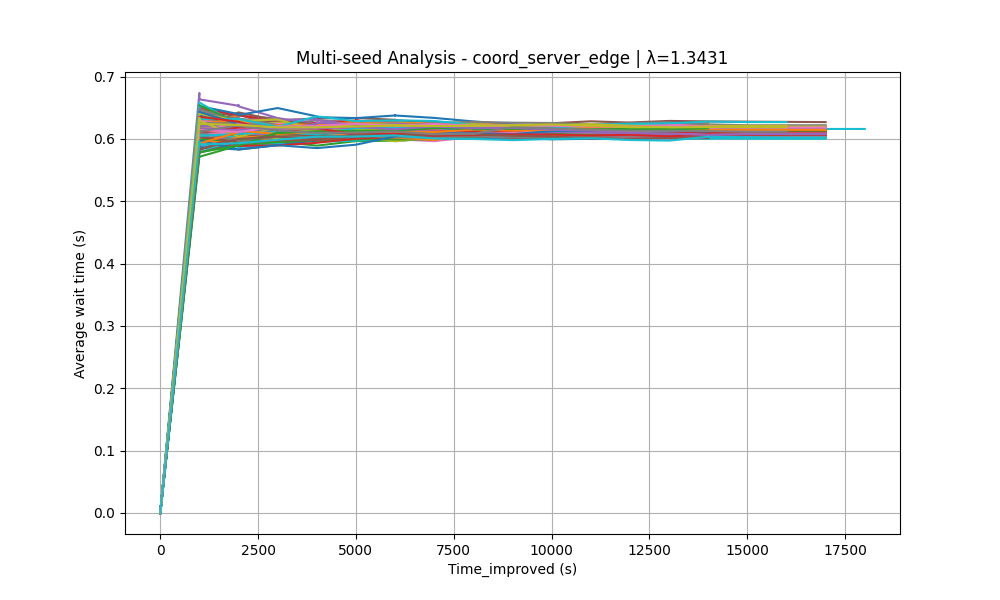 Multi-seed Analysis - coord_server_edge | λ=1.3431
Average wait time (s)
0.7
0.6
0.5
0.4
0.3
0.2
0.1
0.0
0 2500 5000 7500 10000 12500 15000 17500
Time_improved (s)